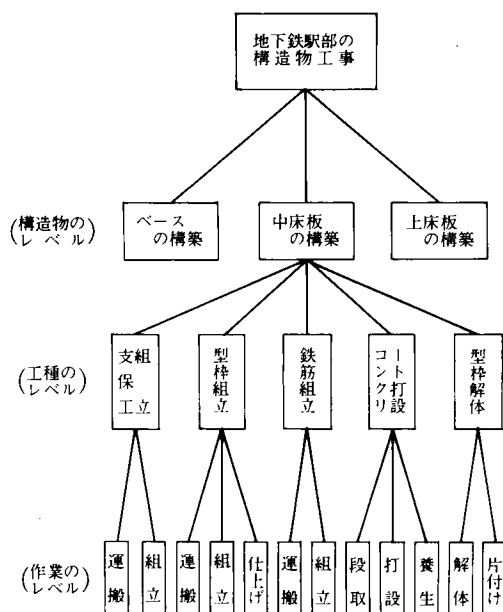 地下鉄駅部の
構造物工事
(構造物の
レベル)
ベース
の構築
中床板
の構築
上床板
の構築
(工種の
レベル)
支保工
組立
型枠組立
鉄筋組立
コンクリ
ート打設
型枠解体
(作業の
レベル)
運搬
組立
運搬
組立
仕上げ
運搬
組立
段取
打設
養生
解体
片付け